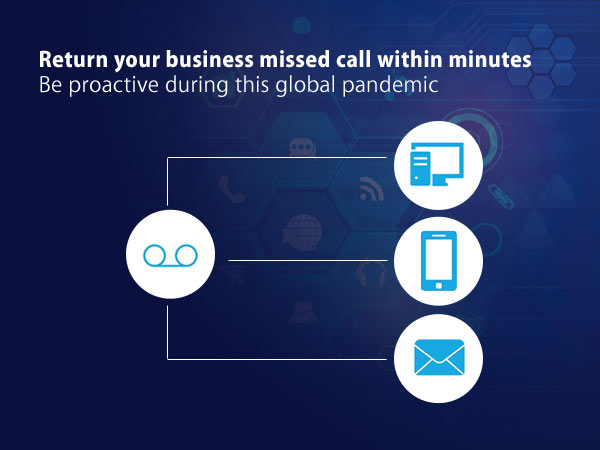 Return your business missed call within minutes
Be proactive during this global pandemic